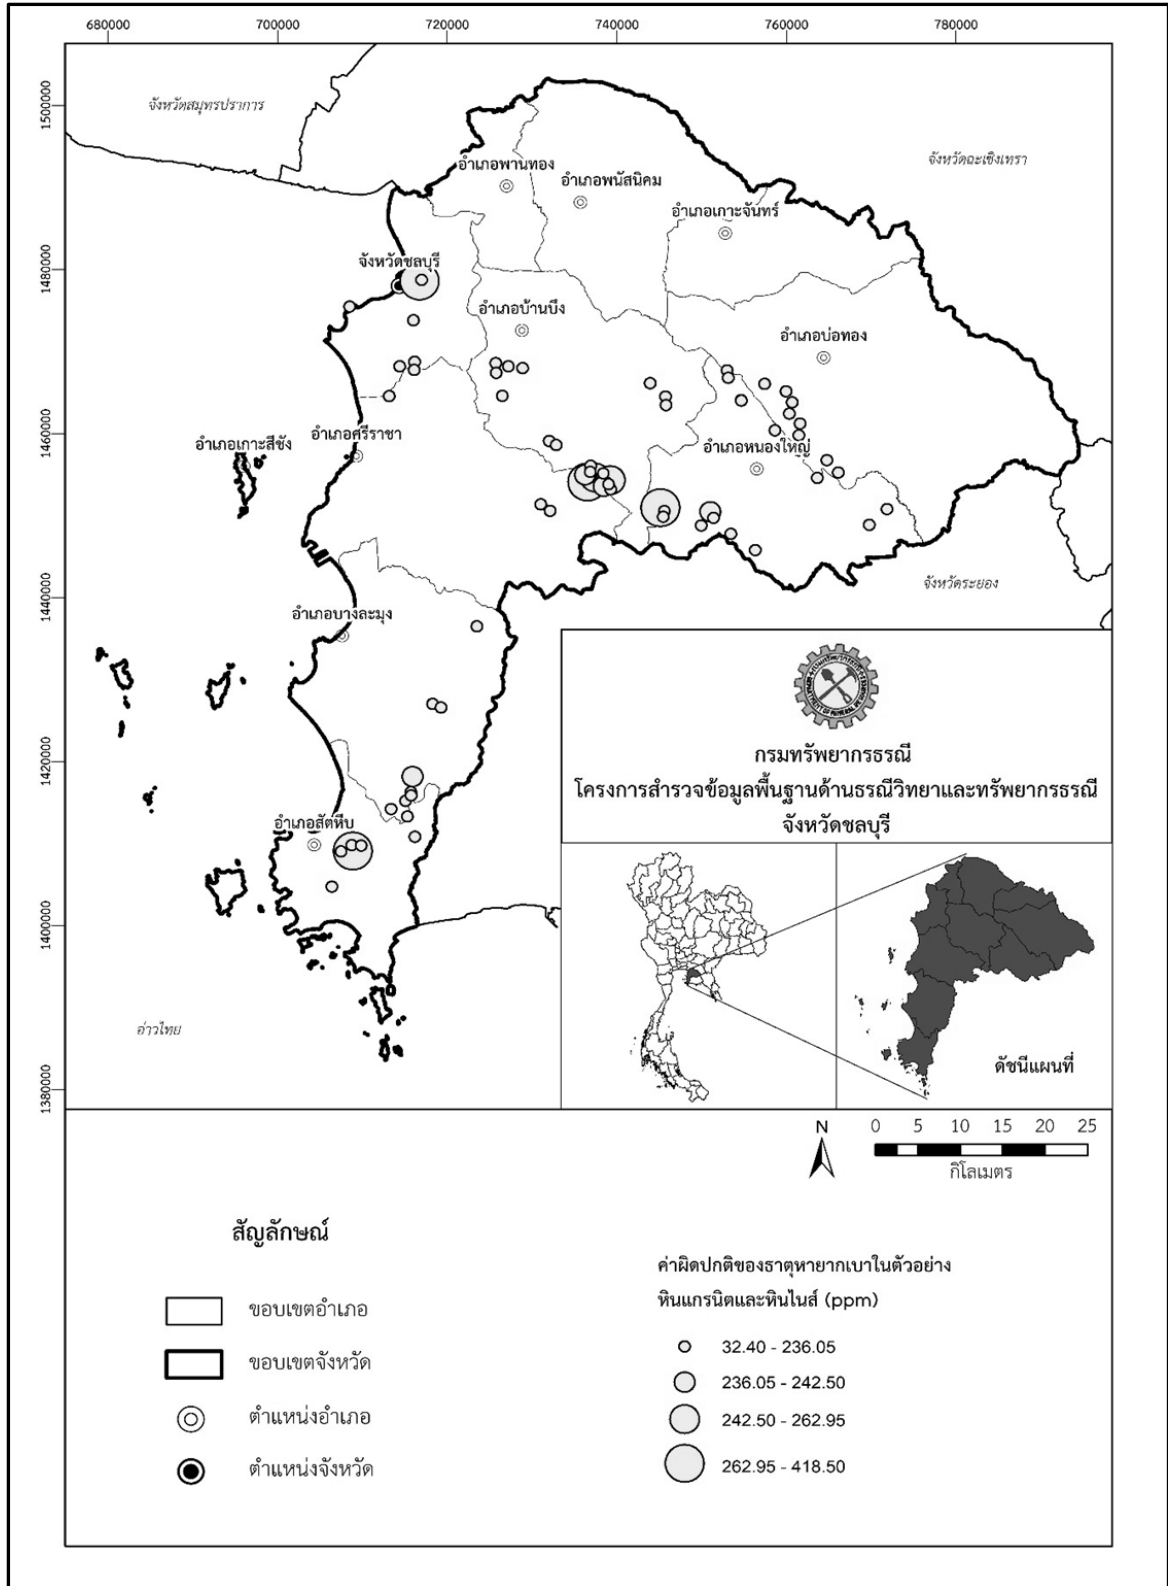 680000 700000 720000 740000 760000 780000
1500000
1480000
1460000
1440000
1420000
1400000
1380000
จังหวัดสมุทรปราการ
จังหวัดฉะเชิงเทรา
อำเภอพานทอง
อำเภอพนัสนิคม
อำเภอเกาะจันทร์
จังหวัดชลบุรี
อำเภอบ้านบึง
อำเภอบ่อทอง
อำเภอศรีราชา
อำเภอเกาะสีชัง
อำเภอหนองใหญ่
จังหวัดระยอง
อำเภอบางละมุง
อำเภอสัตหีบ
อ่าวไทย
กรมทรัพยากรธรณี
โครงการสำรวจข้อมูลพื้นฐานด้านธรณีวิทยาและทรัพยากรธรณี
จังหวัดชลบุรี
ดัชนีแผนที่
N
0 5 10 15 20 25
กิโลเมตร
สัญลักษณ์
ขอบเขตอำเภอ
ขอบเขตจังหวัด
ตำแหน่งอำเภอ
ตำแหน่งจังหวัด
ค่าผิดปกติของธาตุหายากเบาในตัวอย่าง
หินแกรนิตและหินไนส์ (ppm)
32.40 - 236.05
236.05 - 242.50
242.50 - 262.95
262.95 - 418.50